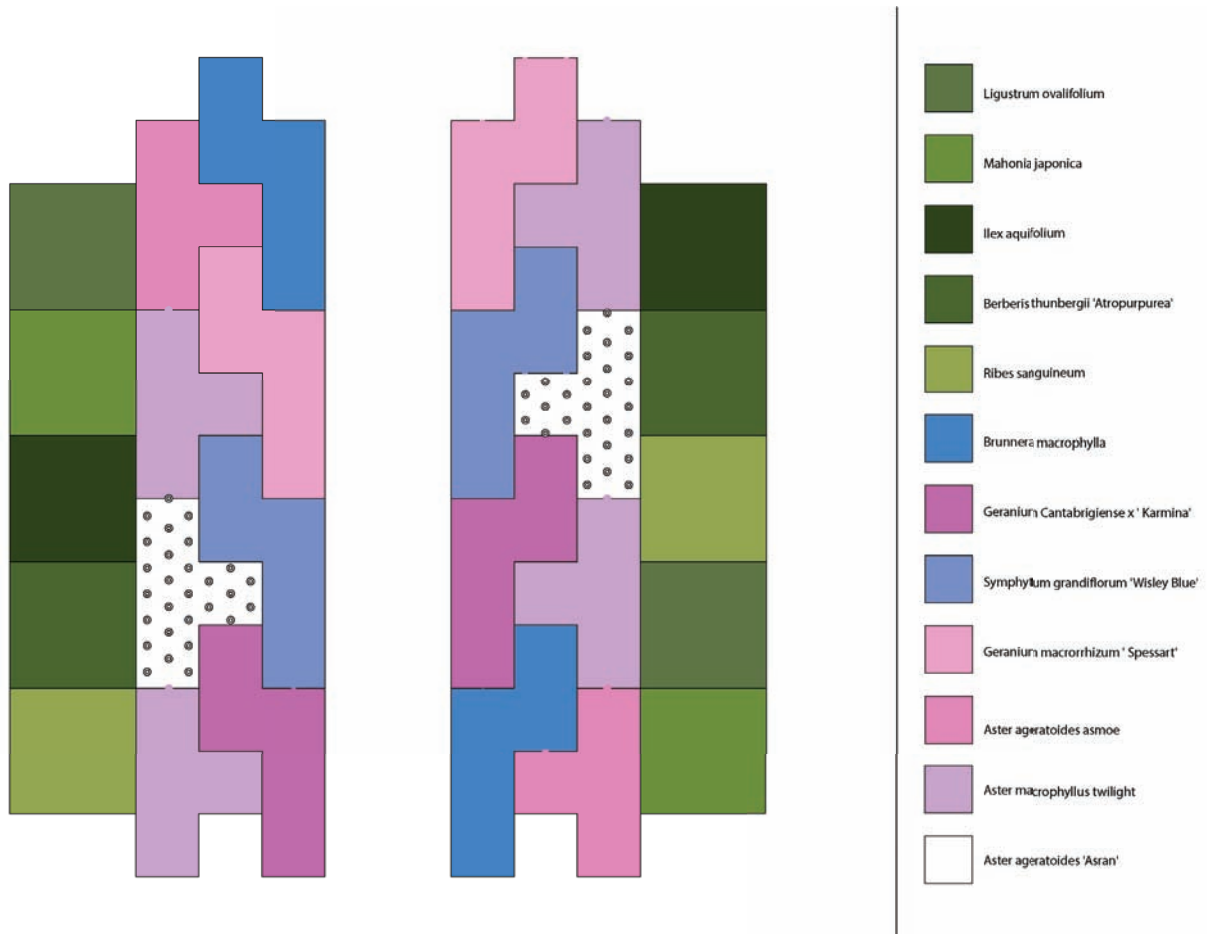 Ligustrum ovalifolium
Mahonia japonica
Ilex aquifolium
Berberis thunbergii 'Atropurpurea'
Ribes sanguineum
Brunnera macrophylla
Geranium Cantabrigiense x ' Karmina'
Symphytum grandiflorum 'Wisley Blue'
Geranium macrorrhizum ' Spessart'
Aster ageratoides asmoe
Aster macrophyllus twilight
Aster ageratoides 'Asran'